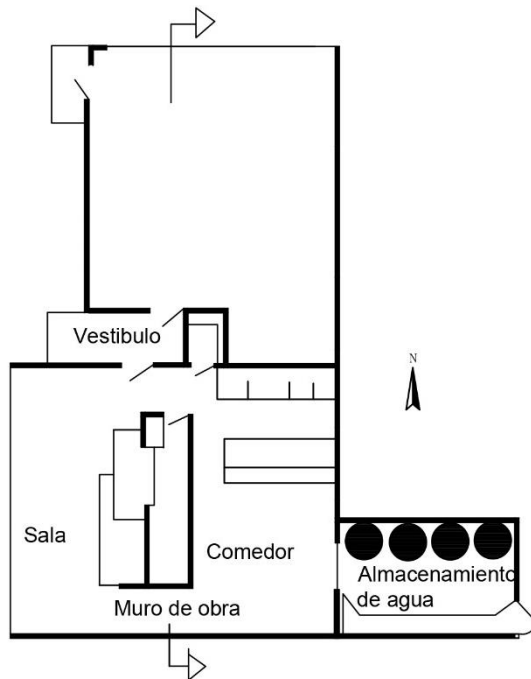 Vestibulo
N
Sala
Comedor
Almacenamiento
de agua
Muro de obra